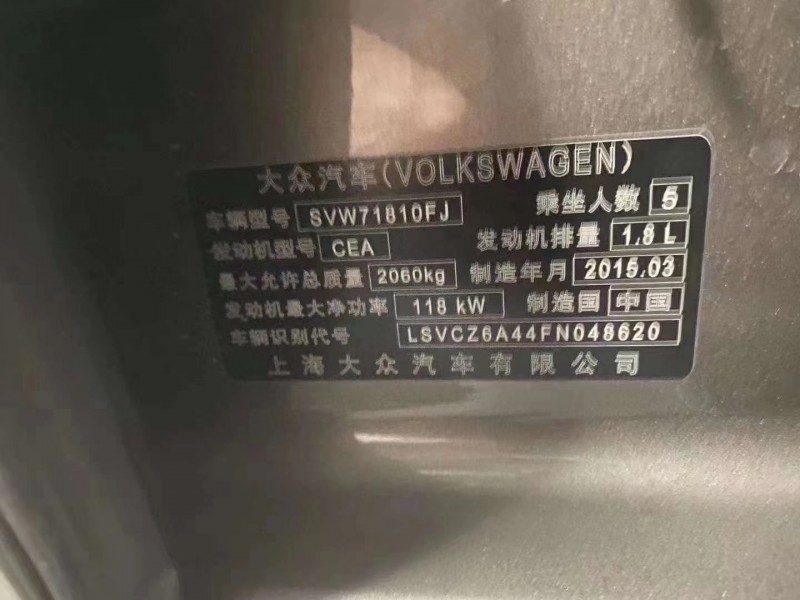 大众汽车(VOLKSWAGEN)
车辆型号 SVW71810FJ 乘坐人数 5
发动机型号 CEA 发动机排量 1.8 L
最大允许总质量 2060kg 制造年月 2015.03
发动机最大净功率 118 kW 制造国 中国
车辆识别代号 LSVCZ6A44FN048620
上海大众汽车有限公司